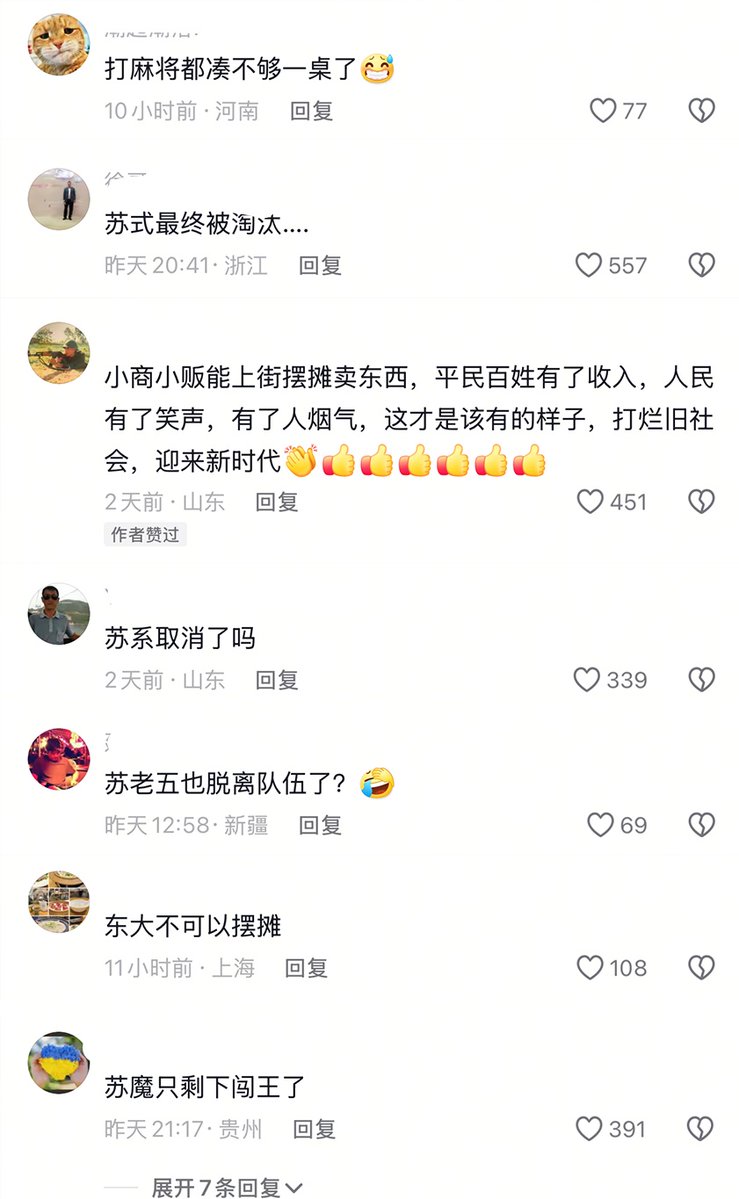 打麻将都凑不够一桌了😅
10小时前·河南 回复 77
苏式最终被淘汰....
昨天20:41·浙江 回复 557
小商小贩能上街摆摊卖东西，平民百姓有了收入，人民
有了笑声，有了人烟气，这才是该有的样子，打烂旧社
会，迎来新时代👏👍👍👍👍👍👍
2天前·山东 回复 451
作者赞过
苏系取消了吗
2天前·山东 回复 339
苏老五也脱离队伍了？🤣
昨天12:58·新疆 回复 69
东大不可以摆摊
11小时前·上海 回复 108
苏魔只剩下闯王了
昨天21:17·贵州 回复 391
展开7条回复